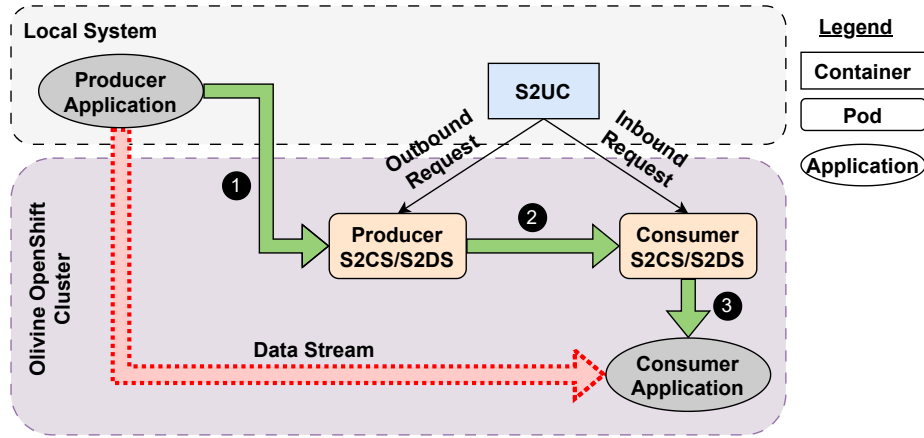 Local System
Producer
Application
S2UC
Legend
Container
Pod
Application
Outbound
Request
Inbound
Request
1
2
Producer
S2CS/S2DS
Consumer
S2CS/S2DS
3
Olivine OpenShift
Cluster
Data Stream
Consumer
Application